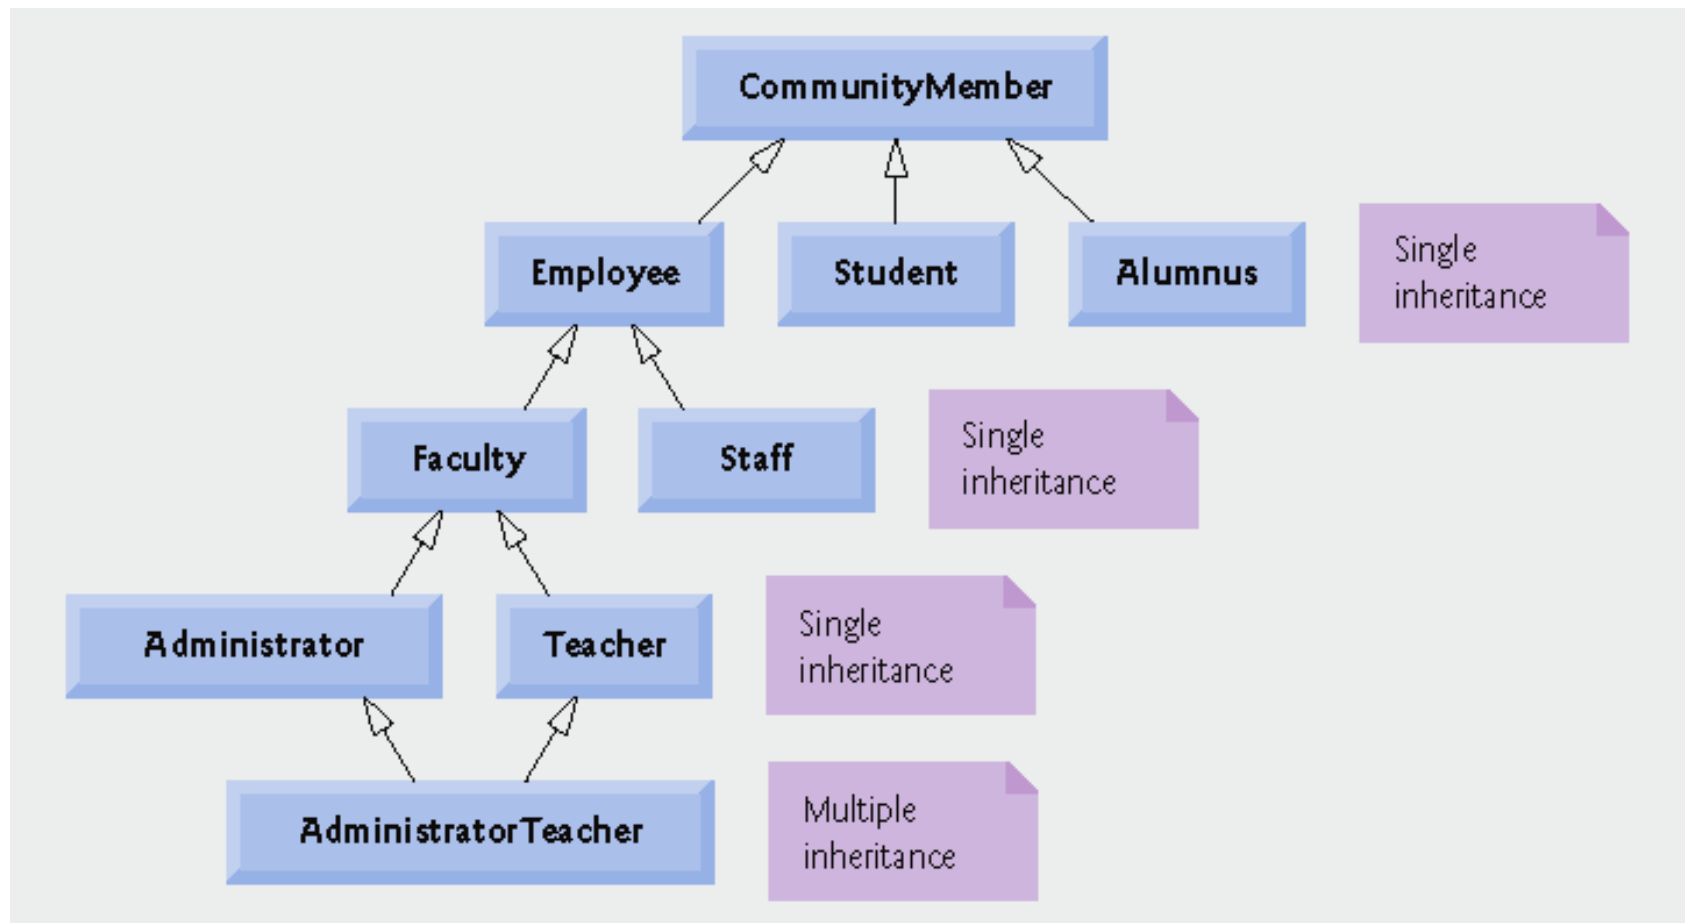 CommunityMember
Employee
Student
Alumnus
Single
inheritance
Faculty
Staff
Single
inheritance
Administrator
Teacher
Single
inheritance
AdministratorTeacher
Multiple
inheritance